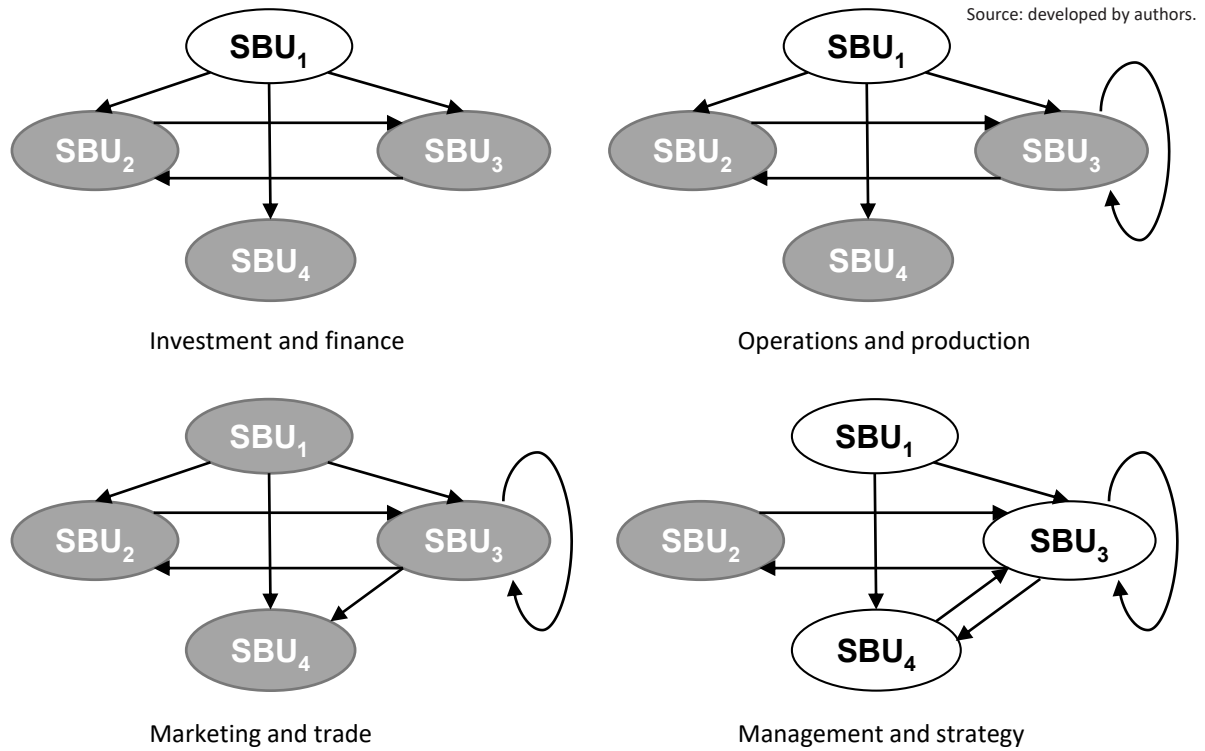 Source: developed by authors.
SBU₁
SBU₂
SBU₃
SBU₄
Investment and finance
SBU₁
SBU₂
SBU₃
SBU₄
Operations and production
SBU₁
SBU₂
SBU₃
SBU₄
Marketing and trade
SBU₁
SBU₂
SBU₃
SBU₄
Management and strategy